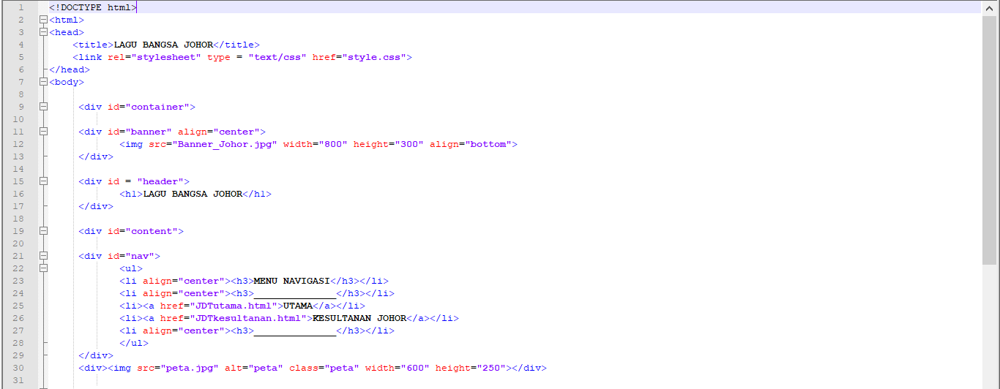 1 <!DOCTYPE html>
2 <html>
3 <head>
4 <title>LAGU BANGSA JOHOR</title>
5 <link rel="stylesheet" type = "text/css" href="style.css">
6 </head>
7 <body>
8
9 <div id="container">
10
11 <div id="banner" align="center">
12 <img src="Banner_Johor.jpg" width="800" height="300" align="bottom">
13 </div>
14
15 <div id = "header">
16 <h1>LAGU BANGSA JOHOR</h1>
17 </div>
18
19 <div id="content">
20
21 <div id="nav">
22 <ul>
23 <li align="center"><h3>MENU NAVIGASI</h3></li>
24 <li align="center"><h3>______________</h3></li>
25 <li><a href="JDTutama.html">UTAMA</a></li>
26 <li><a href="JDTkesultanan.html">KESULTANAN JOHOR</a></li>
27 <li align="center"><h3>______________</h3></li>
28 </ul>
29 </div>
30 <div><img src="peta.jpg" alt="peta" class="peta" width="600" height="250"></div>
31